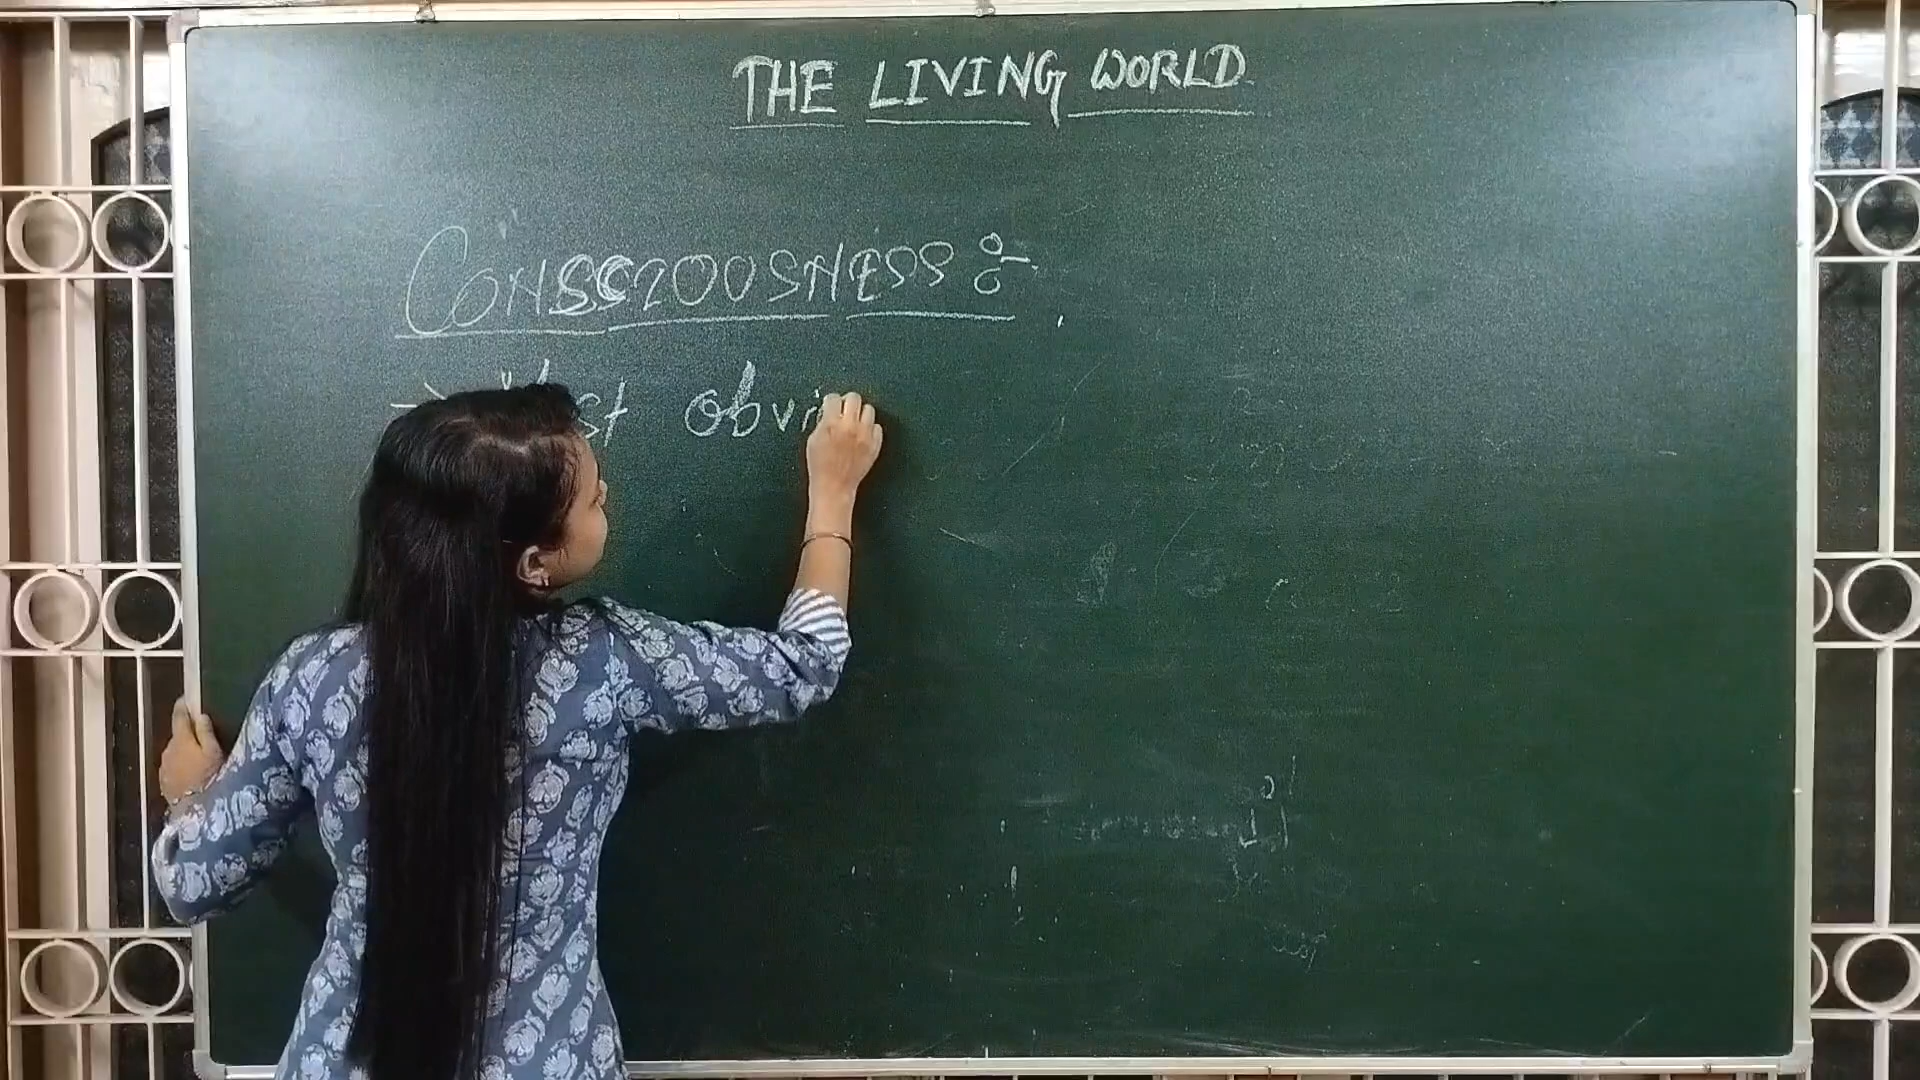 THE LIVING WORLD
CONSCIOUSNESS :-
→ Most obvi